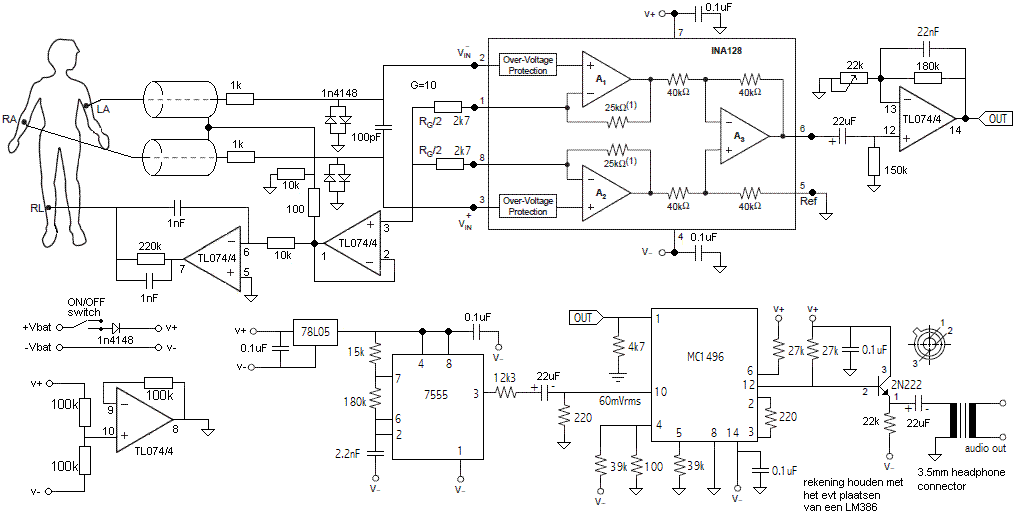 0.1uF
v+
7
INA128
22nF
180k
22k
V−IN
2
Over-Voltage
Protection
A1
G=10
1
RG/2
2k7
25kΩ(1)
40kΩ
40kΩ
A3
6
22uF
13
12
TL074/4
14
OUT
150k
RG/2
2k7
8
25kΩ(1)
A2
40kΩ
40kΩ
5
Ref
3
V+IN
Over-Voltage
Protection
4
V−
0.1uF
RA
LA
RL
1k
1k
1n4148
100pF
10k
100
1nF
220k
1nF
TL074/4
7
6
5
10k
1
TL074/4
3
2
ON/OFF
switch
+Vbat
v+
-Vbat
v-
1n4148
v+
100k
100k
100k
9
10
8
TL074/4
v-
v+
78L05
0.1uF
V−
15k
180k
2.2nF
V−
7
6
2
4
8
7555
3
1
V−
0.1uF
V−
12k3
22uF
220
60mVrms
OUT
4k7
1
MC1496
10
4
5
8
14
6
12
2
3
39k
V−
100
39k
V−
0.1uF
220
v+
27k
v+
27k
0.1uF
3
2N222
2
1
22k
V−
22uF
1
2
3
audio out
3.5mm headphone
connector
rekening houden met
het evt plaatsen
van een LM386